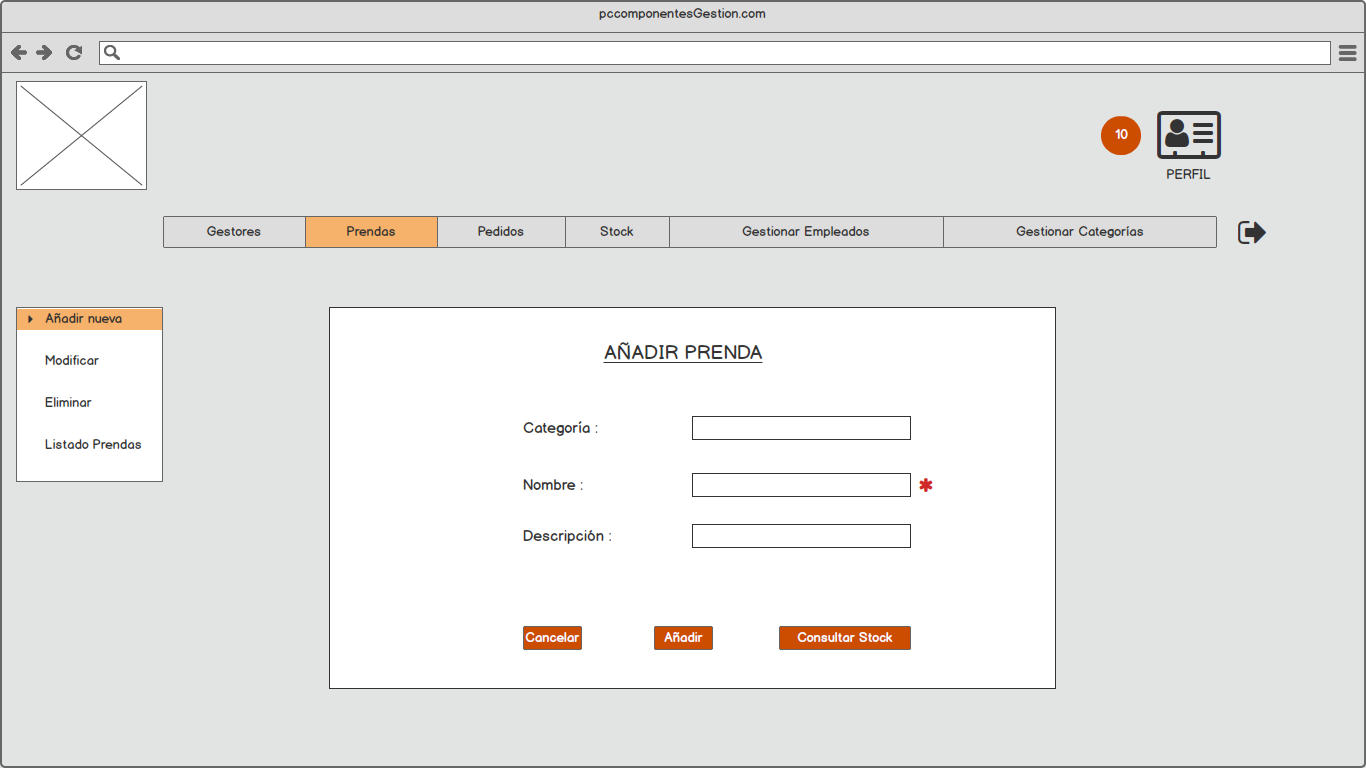 pccomponentesGestion.com
10
PERFIL
Gestores Prendas Pedidos Stock Gestionar Empleados Gestionar Categorías
Añadir nueva
Modificar
Eliminar
Listado Prendas
AÑADIR PRENDA
Categoría :
Nombre : *
Descripción :
Cancelar Añadir Consultar Stock